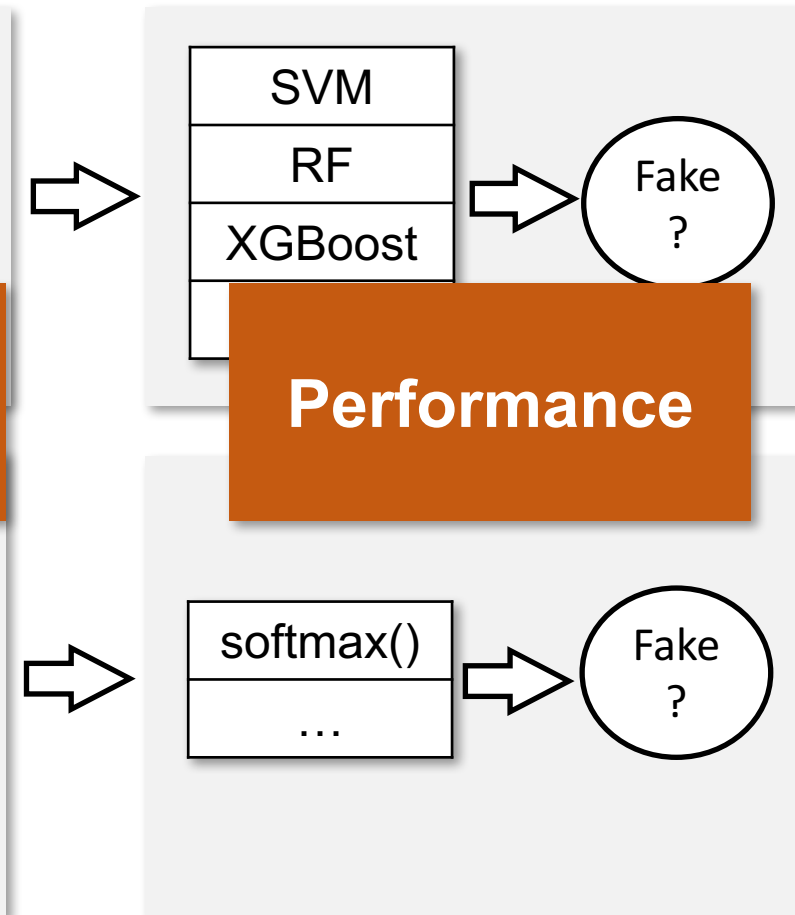 SVM
RF
XGBoost
Fake
?
Performance
softmax()
…
Fake
?